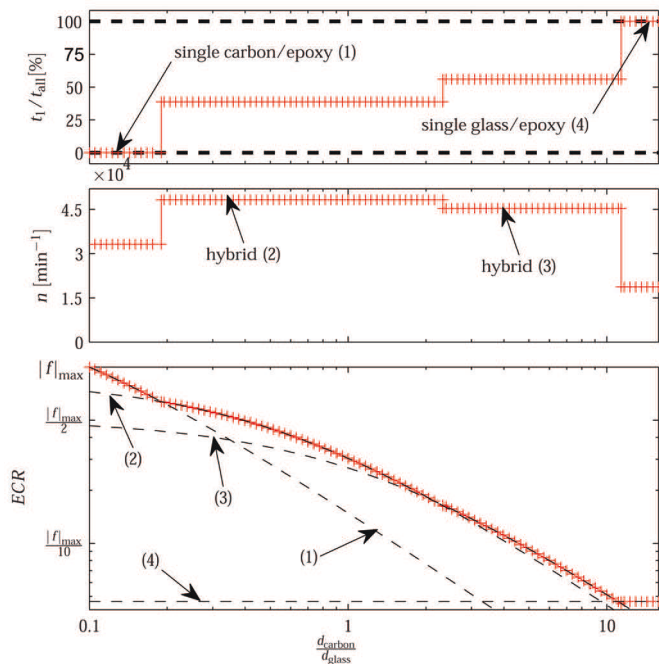 100
75
50
25
0
t₁/t_all[%]
single carbon/epoxy (1)
single glass/epoxy (4)
×10⁴
4.5
3
1.5
0
n [min⁻¹]
hybrid (2)
hybrid (3)
|f|max
|f|max
2
|f|max
10
ECR
(2)
(3)
(1)
(4)
0.1
1
10
d_carbon
d_glass